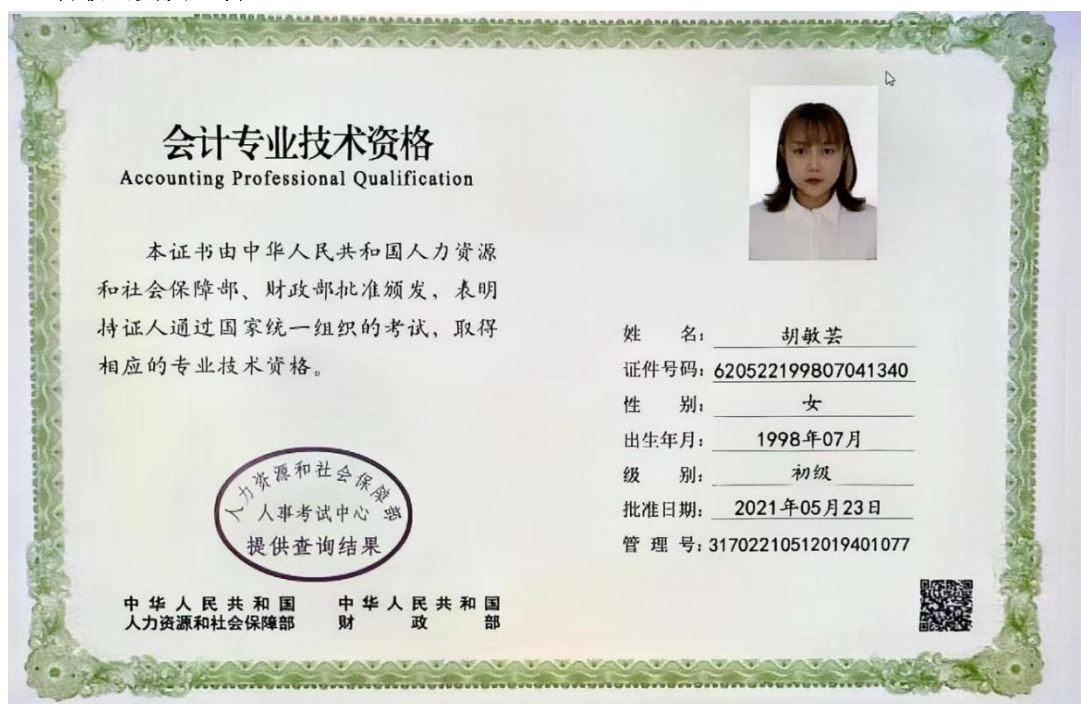 会计专业技术资格
Accounting Professional Qualification
本证书由中华人民共和国人力资源
和社会保障部、财政部批准颁发，表明
持证人通过国家统一组织的考试，取得
相应的专业技术资格。
姓 名：胡敏芸
证件号码：620522199807041340
性 别：女
出生年月：1998年07月
级 别：初级
批准日期：2021年05月23日
管 理 号：31702210512019401077
人力资源和社会保障部
人事考试中心
提供查询结果
中华人民共和国
人力资源和社会保障部
中华人民共和国
财政部